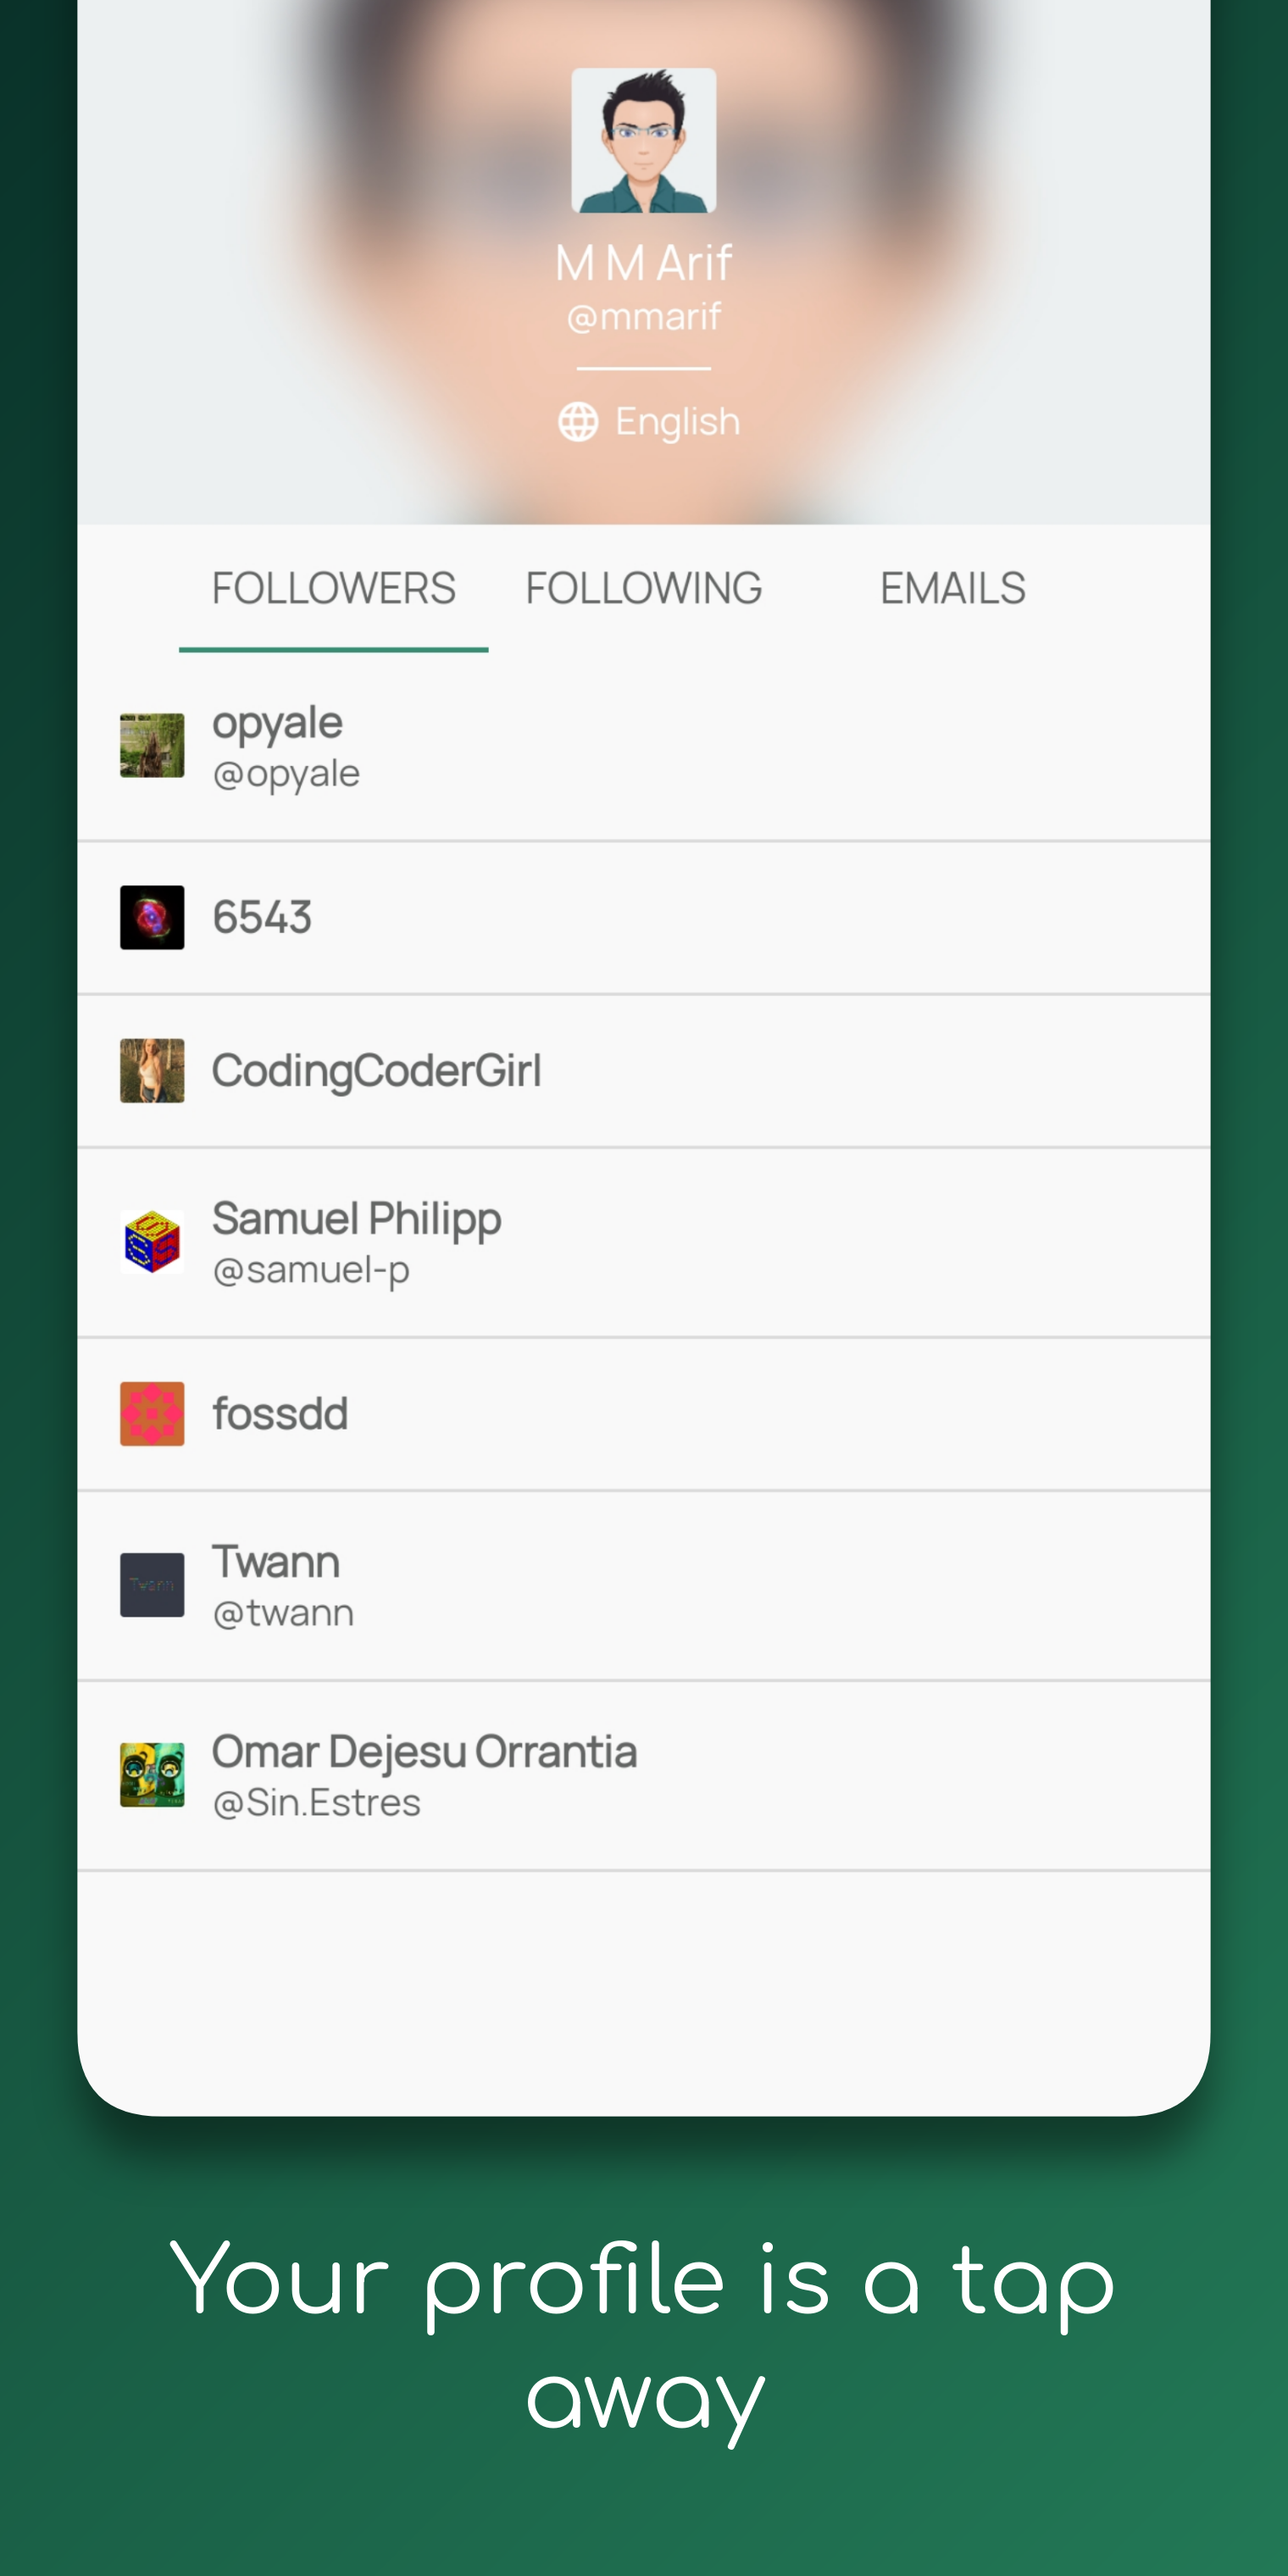 M M Arif
@mmarif
English
FOLLOWERS FOLLOWING EMAILS
opyale
@opyale
6543
CodingCoderGirl
Samuel Philipp
@samuel-p
fossdd
Twann
Twann
@twann
Omar Dejesu Orrantia
@Sin.Estres
Your profile is a tap
away